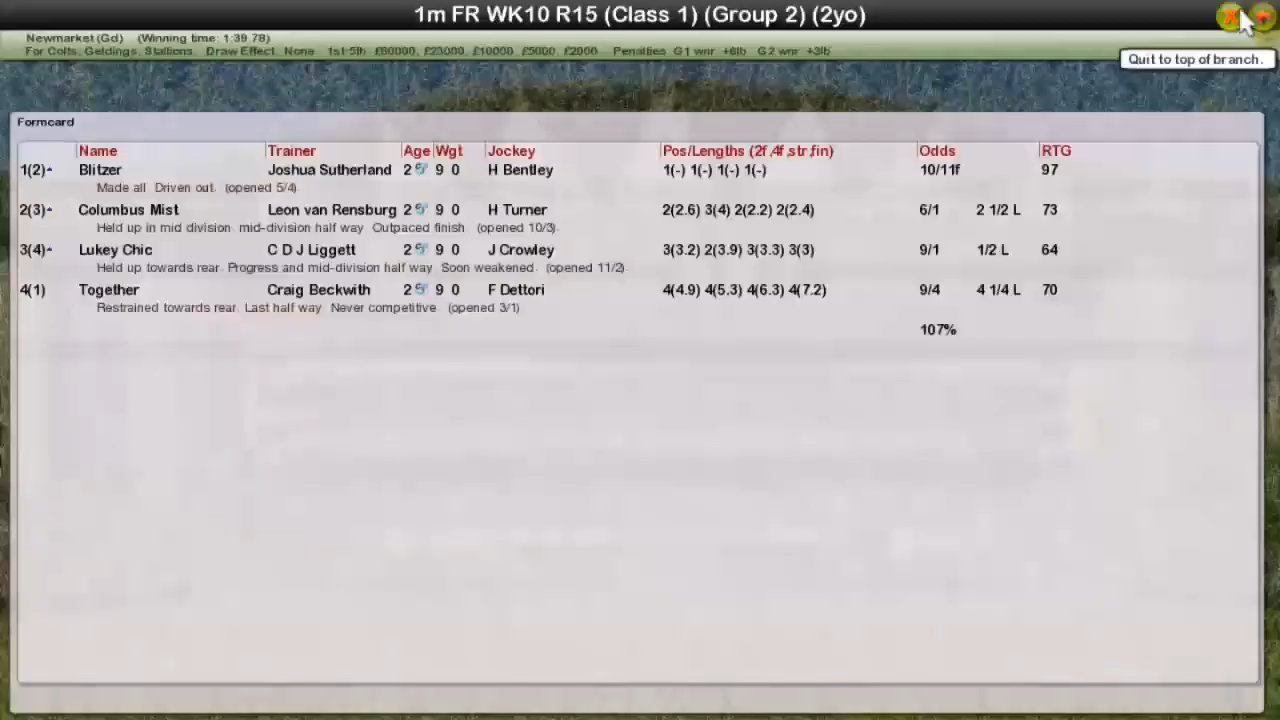 1m FR WK10 R15 (Class 1) (Group 2) (2yo)
Newmarket (Gd) (Winning time: 1:39.78)
For Colts, Geldings, Stallions. Draw Effect. None 1st-5th £60000, £23000, £10000, £5000, £2000 Penalties G1 wnr +6lb G2 wnr +3lb
Quit to top of branch.
Formcard
Name Trainer Age Wgt Jockey Pos/Lengths (2f,4f,str,fin) Odds RTG
1(2) Blitzer Joshua Sutherland 2 9 0 H Bentley 1(-) 1(-) 1(-) 1(-) 10/11f 97
Made all Driven out (opened 5/4)
2(3) Columbus Mist Leon van Rensburg 2 9 0 H Turner 2(2.6) 3(4) 2(2.2) 2(2.4) 6/1 2 1/2 L 73
Held up in mid division mid-division half way Outpaced finish (opened 10/3)
3(4) Lukey Chic C D J Liggett 2 9 0 J Crowley 3(3.2) 2(3.9) 3(3.3) 3(3) 9/1 1/2 L 64
Held up towards rear Progress and mid-division half way Soon weakened (opened 11/2)
4(1) Together Craig Beckwith 2 9 0 F Dettori 4(4.9) 4(5.3) 4(6.3) 4(7.2) 9/4 4 1/4 L 70
Restrained towards rear Last half way Never competitive (opened 3/1)
107%